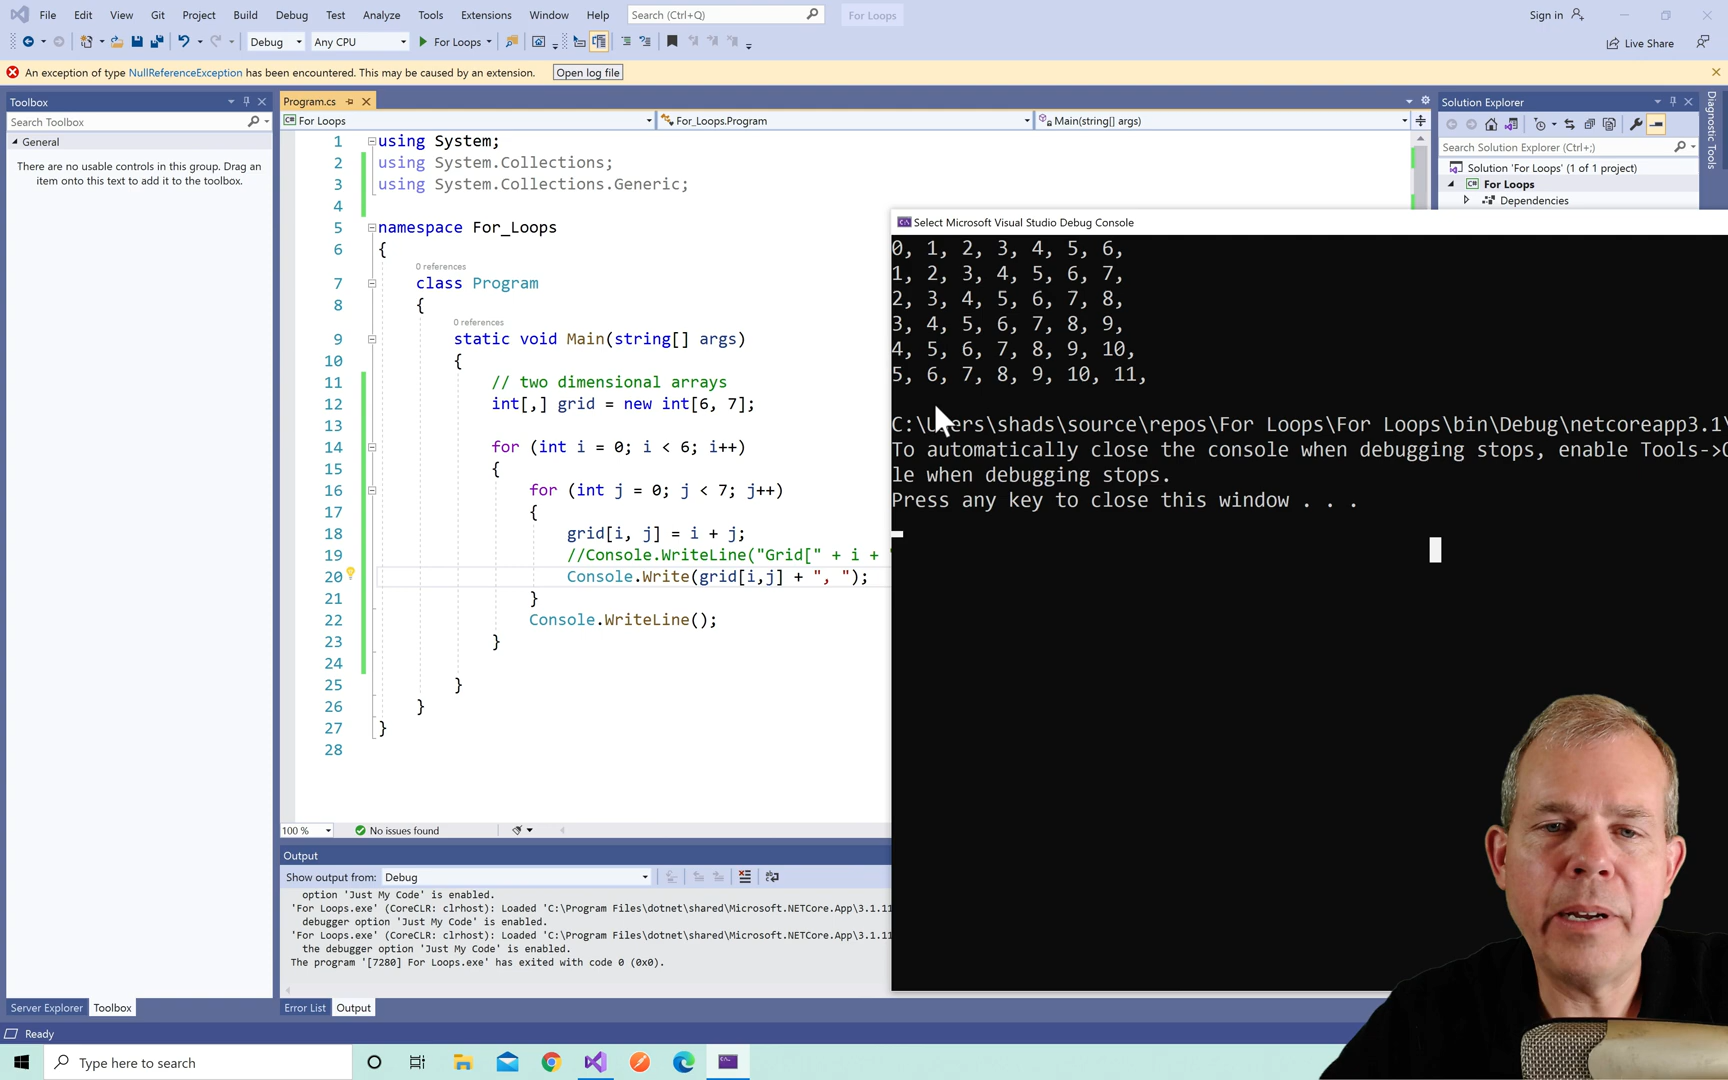 File Edit View Git Project Build Debug Test Analyze Tools Extensions Window Help Search (Ctrl+Q) For Loops Sign in
Debug Any CPU For Loops Live Share
An exception of type NullReferenceException has been encountered. This may be caused by an extension. Open log file
Toolbox
Search Toolbox
General
There are no usable controls in this group. Drag an
item onto this text to add it to the toolbox.
Program.cs
For Loops For_Loops.Program Main(string[] args)
1 using System;
2 using System.Collections;
3 using System.Collections.Generic;
4
5 namespace For_Loops
6 {
0 references
7 class Program
8 {
0 references
9 static void Main(string[] args)
10 {
11 // two dimensional arrays
12 int[,] grid = new int[6, 7];
13
14 for (int i = 0; i < 6; i++)
15 {
16 for (int j = 0; j < 7; j++)
17 {
18 grid[i, j] = i + j;
19 //Console.WriteLine("Grid[" + i + "
20 Console.Write(grid[i,j] + ", ");
21 }
22 Console.WriteLine();
23 }
24
25 }
26 }
27 }
28
100 % No issues found
Output
Show output from: Debug
option 'Just My Code' is enabled.
'For Loops.exe' (CoreCLR: clrhost): Loaded 'C:\Program Files\dotnet\shared\Microsoft.NETCore.App\3.1.11
debugger option 'Just My Code' is enabled.
'For Loops.exe' (CoreCLR: clrhost): Loaded 'C:\Program Files\dotnet\shared\Microsoft.NETCore.App\3.1.11
the debugger option 'Just My Code' is enabled.
The program '[7280] For Loops.exe' has exited with code 0 (0x0).
Server Explorer Toolbox
Error List Output
Ready
Type here to search
Solution Explorer
Search Solution Explorer (Ctrl+;)
Solution 'For Loops' (1 of 1 project)
C# For Loops
Dependencies
Diagnostic Tools
Select Microsoft Visual Studio Debug Console
0, 1, 2, 3, 4, 5, 6,
1, 2, 3, 4, 5, 6, 7,
2, 3, 4, 5, 6, 7, 8,
3, 4, 5, 6, 7, 8, 9,
4, 5, 6, 7, 8, 9, 10,
5, 6, 7, 8, 9, 10, 11,
C:\Users\shads\source\repos\For Loops\For Loops\bin\Debug\netcoreapp3.1\
To automatically close the console when debugging stops, enable Tools->O
le when debugging stops.
Press any key to close this window . . .